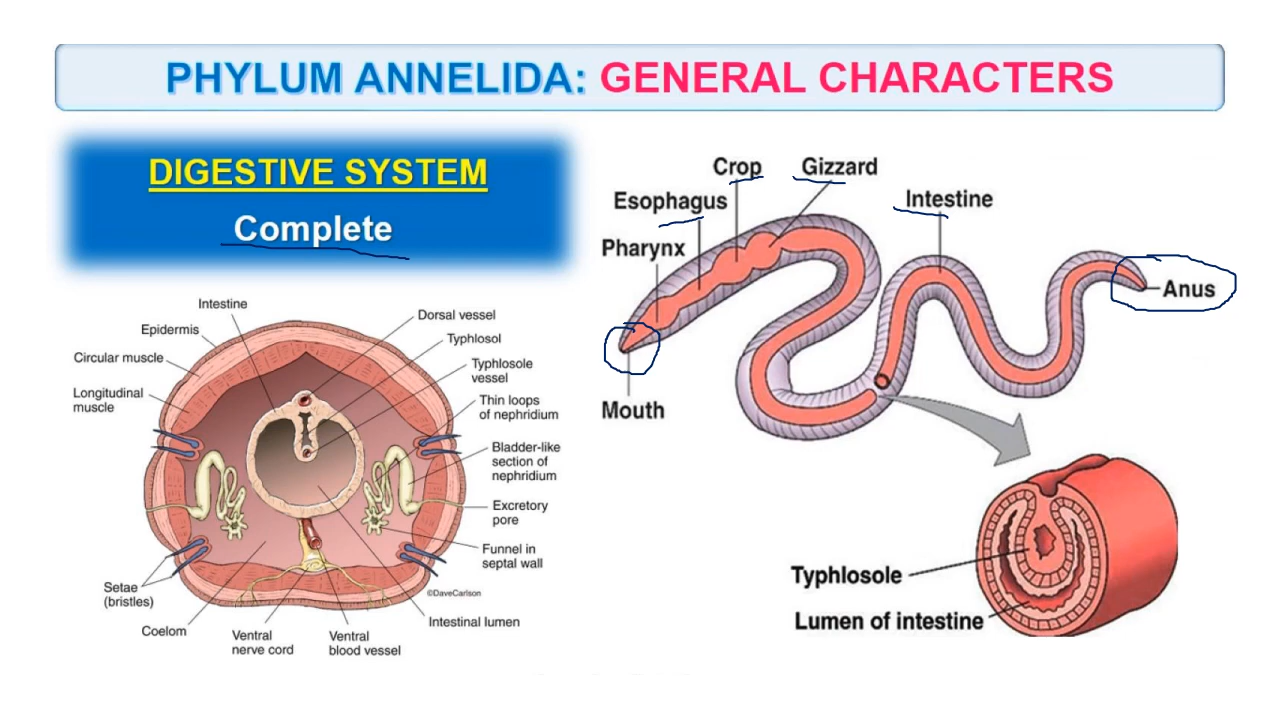 PHYLUM ANNELIDA: GENERAL CHARACTERS
DIGESTIVE SYSTEM
Complete
Crop
Gizzard
Esophagus
Intestine
Pharynx
Anus
Mouth
Typhlosole
Lumen of intestine
Intestine
Epidermis
Circular muscle
Longitudinal
muscle
Setae
(bristles)
Coelom
Ventral
nerve cord
Ventral
blood vessel
Dorsal vessel
Typhlosol
Typhlosole
vessel
Thin loops
of nephridium
Bladder-like
section of
nephridium
Excretory
pore
Funnel in
septal wall
©DaveCarlson
Intestinal lumen